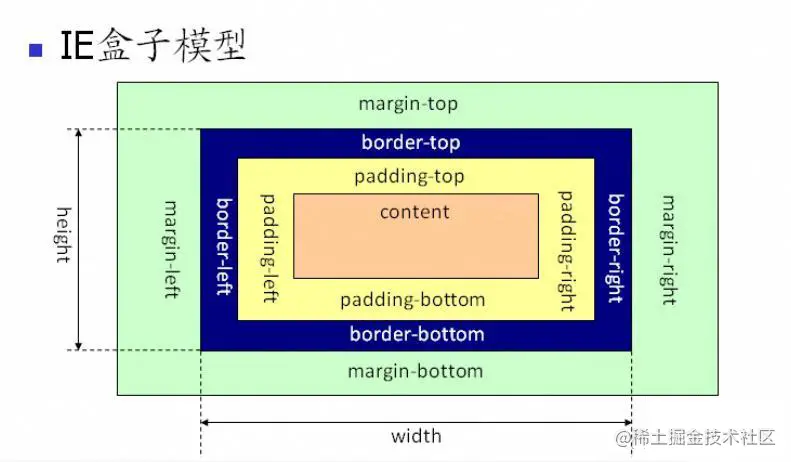 IE盒子模型
margin-top
border-top
padding-top
content
height
margin-left
border-left
padding-left
padding-right
border-right
margin-right
padding-bottom
border-bottom
margin-bottom
width
@稀土掘金技术社区